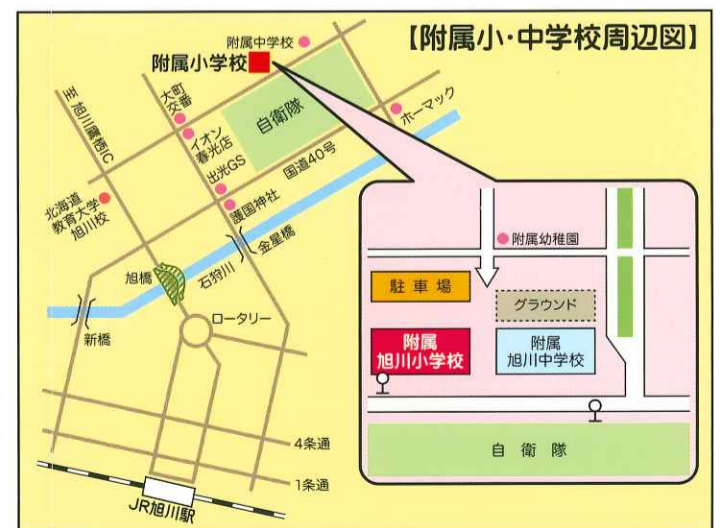 【附属小・中学校周辺図】
附属中学校
附属小学校
至 旭川鷹栖IC
大町
交番
イオン
春光店
出光GS
自衛隊
ホーマック
国道40号
護国神社
北海道
教育大学
旭川校
金星橋
石狩川
旭橋
新橋
ロータリー
4条通
1条通
JR旭川駅
附属幼稚園
駐車場
グラウンド
附属
旭川小学校
附属
旭川中学校
自衛隊